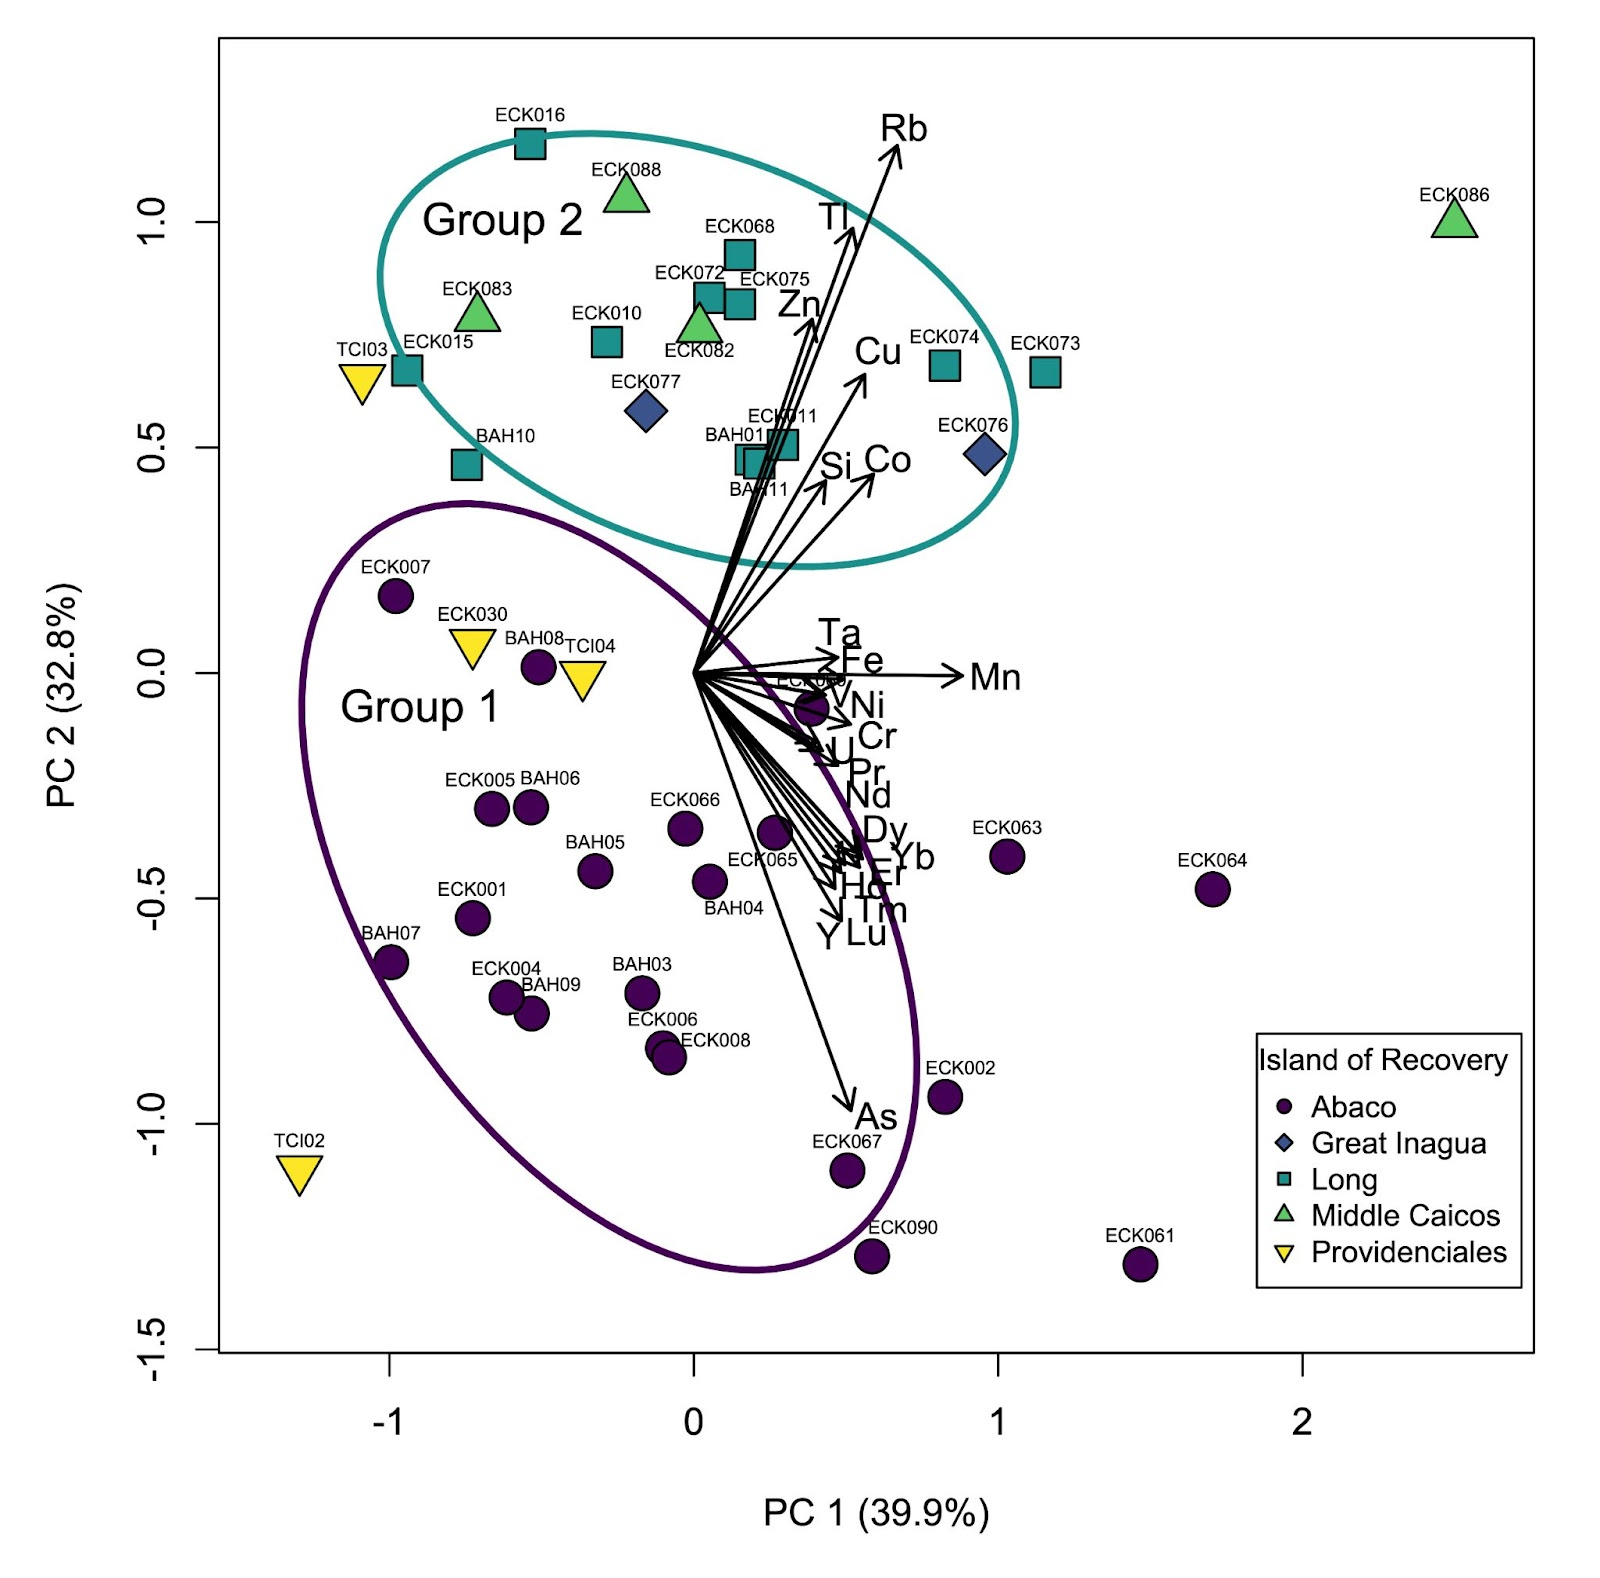 ECK016
Rb
ECK088
ECK086
Group 2
Tl
ECK068
ECK072
ECK075
ECK083
Zn
ECK010
TCI03
ECK015
ECK082
Cu
ECK074
ECK073
ECK077
ECK011
BAH10
BAH01
ECK076
Si
Co
BAH11
ECK007
ECK030
BAH08
TCI04
Ta
Fe
Mn
Group 1
V
Ni
Cr
U
Pr
Nd
ECK005
BAH06
ECK066
BAH05
ECK065
Dy
Yb
Er
ECK063
ECK064
ECK001
BAH04
Tm
Y
Lu
BAH07
ECK004
BAH09
BAH03
ECK006
ECK008
ECK002
As
ECK067
TCI02
ECK090
ECK061
Island of Recovery
Abaco
Great Inagua
Long
Middle Caicos
Providenciales
1.0
0.5
0.0
-0.5
-1.0
-1.5
PC 2 (32.8%)
-1
0
1
2
PC 1 (39.9%)